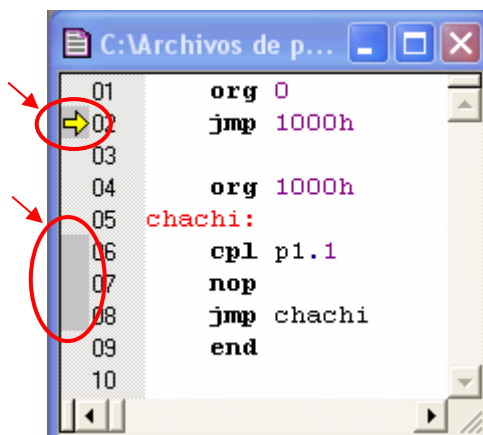 C:\Archivos de p...
01 org 0
02 jmp 1000h
03
04 org 1000h
05 chachi:
06 cpl p1.1
07 nop
08 jmp chachi
09 end
10